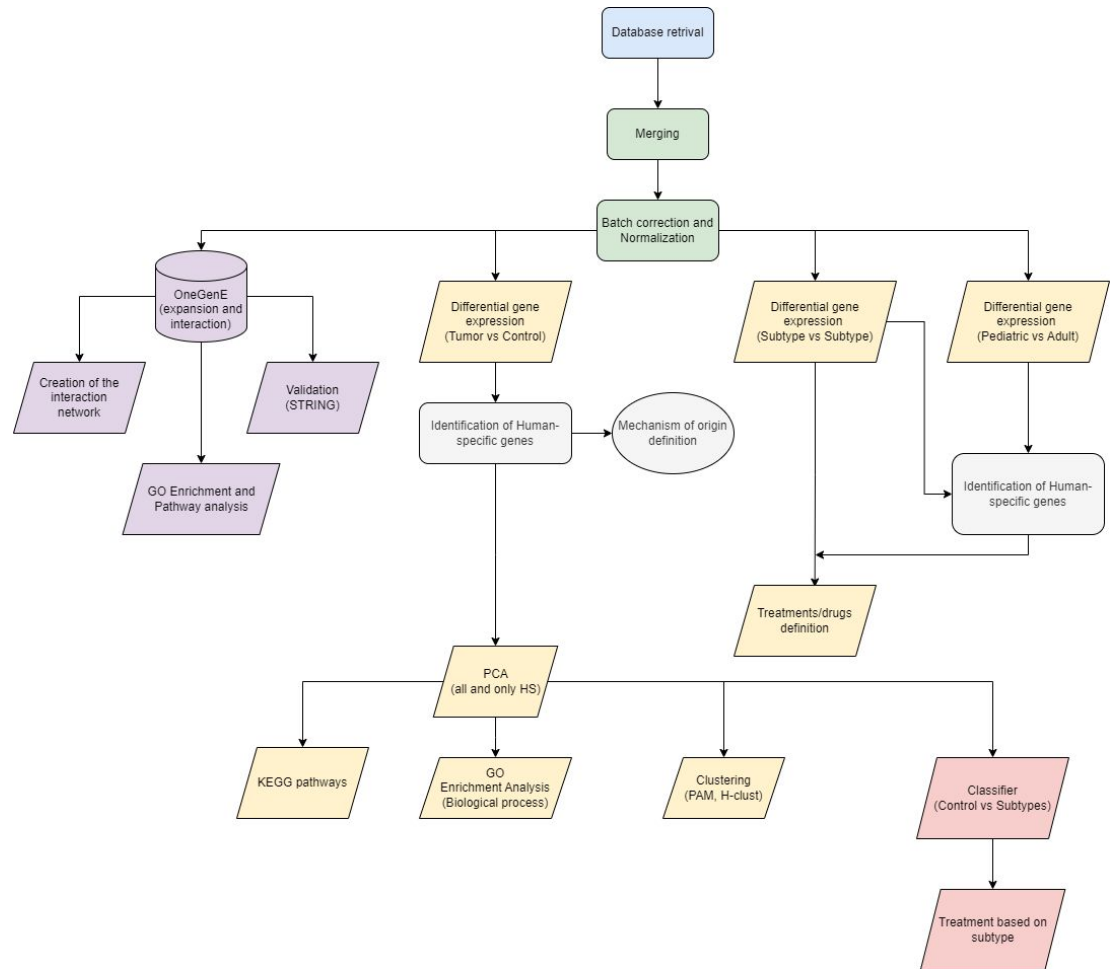 Database retrival
Merging
Batch correction and
Normalization
OneGenE
(expansion and
interaction)
Differential gene
expression
(Tumor vs Control)
Differential gene
expression
(Subtype vs Subtype)
Differential gene
expression
(Pediatric vs Adult)
Creation of the
interaction
network
Validation
(STRING)
GO Enrichment and
Pathway analysis
Identification of Human-
specific genes
Mechanism of origin
definition
Identification of Human-
specific genes
Treatments/drugs
definition
PCA
(all and only HS)
KEGG pathways
GO
Enrichment Analysis
(Biological process)
Clustering
(PAM, H-clust)
Classifier
(Control vs Subtypes)
Treatment based on
subtype